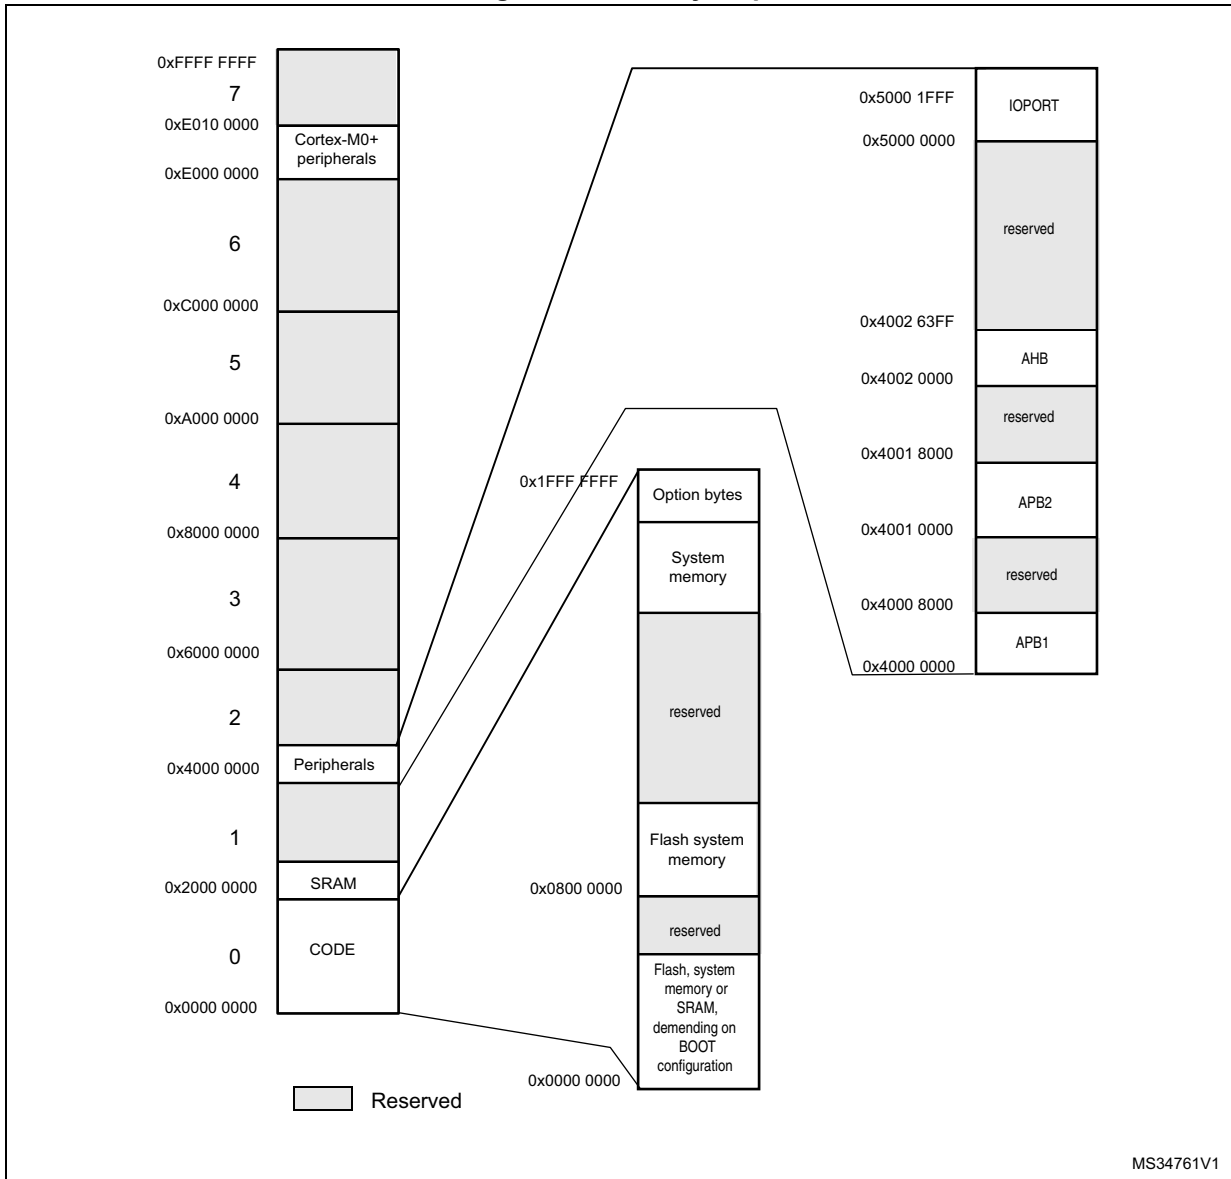 0xFFFF FFFF
7
0xE010 0000
Cortex-M0+
peripherals
0xE000 0000
6
0xC000 0000
5
0xA000 0000
4
0x8000 0000
3
0x6000 0000
2
0x4000 0000
Peripherals
1
0x2000 0000
SRAM
0
CODE
0x0000 0000
Reserved
0x1FFF FFFF
Option bytes
System
memory
reserved
Flash system
memory
0x0800 0000
reserved
Flash, system
memory or
SRAM,
demending on
BOOT
configuration
0x0000 0000
0x5000 1FFF
IOPORT
0x5000 0000
reserved
0x4002 63FF
AHB
0x4002 0000
reserved
0x4001 8000
APB2
0x4001 0000
reserved
0x4000 8000
APB1
0x4000 0000
MS34761V1